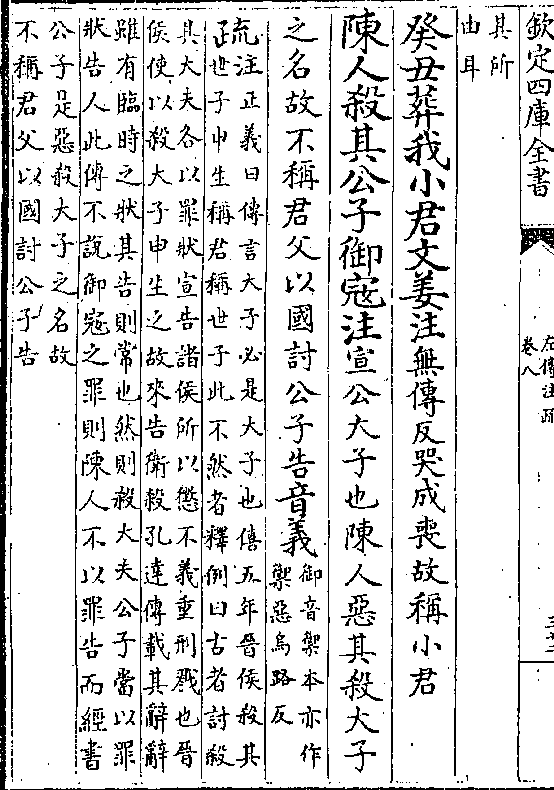 欽定四庫全書
左傳注疏
卷八
其所
由耳
癸丑葬我小君文姜注無傳反哭成喪故稱小君
陳人殺其公子御寇注宣公大子也陳人惡其殺大子
之名故不稱君父以國討公子告音義
御音禦本亦作
禦惡烏路反
疏注正義曰傳言大子必是大子也僖五年晉侯殺其
世子申生稱君稱世子此不然者釋例曰古者討殺
其大夫各以罪狀宣告諸侯所以懲不義重刑戮也晉
侯使以殺大子申生之故來告衛殺孔達傳載其辭辭
雖有臨時之狀其告則常也然則殺大夫公子當以罪
狀告人此傳不說御寇之罪則陳人不以罪告而經書
公子是惡殺大子之名故
不稱君父以國討公子告